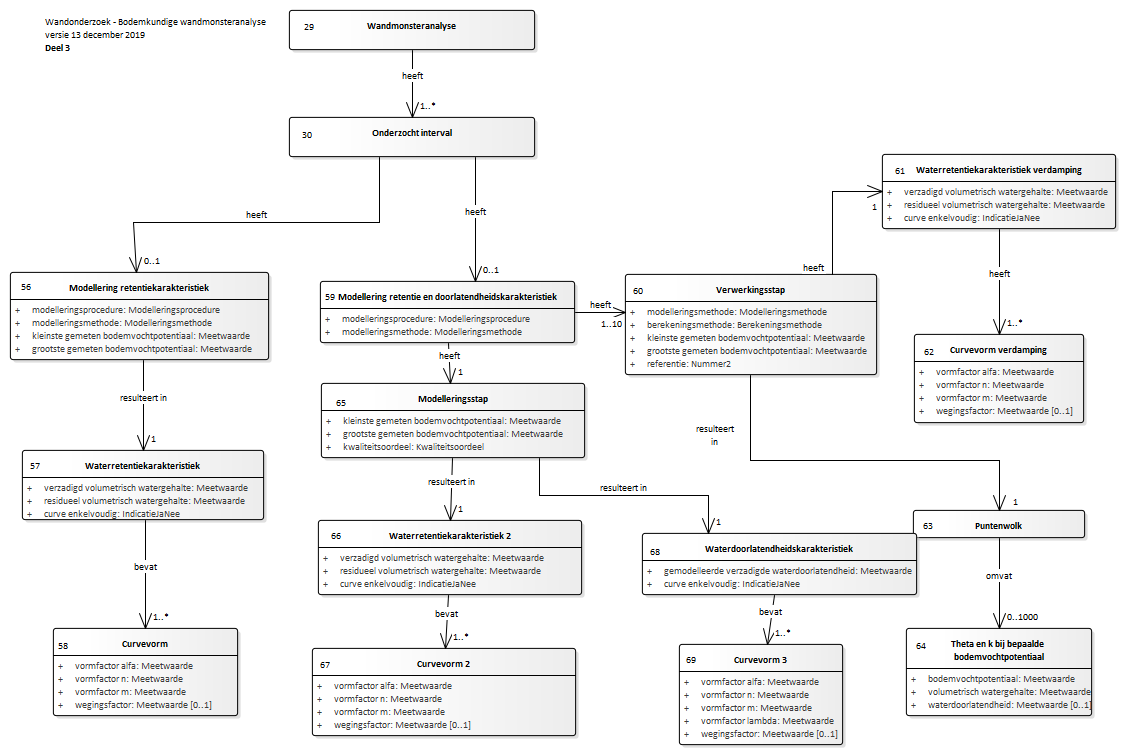 Wandonderzoek - Bodemkundige wandmonsteranalyse
versie 13 december 2019
Deel 3
29 Wandmonsteranalyse
heeft
1..*
30 Onderzocht interval
heeft
0..1
heeft
0..1
56 Modellering retentiekarakteristiek
+ modelleringsprocedure: Modelleringsprocedure
+ modelleringsmethode: Modelleringsmethode
+ kleinste gemeten bodemvochtpotentiaal: Meetwaarde
+ grootste gemeten bodemvochtpotentiaal: Meetwaarde
resulteert in
1
57 Waterretentiekarakteristiek
+ verzadigd volumetrisch watergehalte: Meetwaarde
+ residueel volumetrisch watergehalte: Meetwaarde
+ curve enkelvoudig: IndicatieJaNee
bevat
1..*
58 Curvevorm
+ vormfactor alfa: Meetwaarde
+ vormfactor n: Meetwaarde
+ vormfactor m: Meetwaarde
+ wegingsfactor: Meetwaarde [0..1]
59 Modellering retentie en doorlatendheidskarakteristiek
+ modelleringsprocedure: Modelleringsprocedure
+ modelleringsmethode: Modelleringsmethode
heeft
1..10
heeft
1
65 Modelleringsstap
+ kleinste gemeten bodemvochtpotentiaal: Meetwaarde
+ grootste gemeten bodemvochtpotentiaal: Meetwaarde
+ kwaliteitsoordeel: Kwaliteitsoordeel
resulteert in
1
resulteert in
1
66 Waterretentiekarakteristiek 2
+ verzadigd volumetrisch watergehalte: Meetwaarde
+ residueel volumetrisch watergehalte: Meetwaarde
+ curve enkelvoudig: IndicatieJaNee
bevat
1..*
67 Curvevorm 2
+ vormfactor alfa: Meetwaarde
+ vormfactor n: Meetwaarde
+ vormfactor m: Meetwaarde
+ wegingsfactor: Meetwaarde [0..1]
68 Waterdoorlatendheidskarakteristiek
+ gemodelleerde verzadigde waterdoorlatendheid: Meetwaarde
+ curve enkelvoudig: IndicatieJaNee
bevat
1..*
69 Curvevorm 3
+ vormfactor alfa: Meetwaarde
+ vormfactor n: Meetwaarde
+ vormfactor m: Meetwaarde
+ vormfactor lambda: Meetwaarde
+ wegingsfactor: Meetwaarde [0..1]
60 Verwerkingsstap
+ modelleringsmethode: Modelleringsmethode
+ berekeningsmethode: Berekeningsmethode
+ kleinste gemeten bodemvochtpotentiaal: Meetwaarde
+ grootste gemeten bodemvochtpotentiaal: Meetwaarde
+ referentie: Nummer2
heeft
1
61 Waterretentiekarakteristiek verdamping
+ verzadigd volumetrisch watergehalte: Meetwaarde
+ residueel volumetrisch watergehalte: Meetwaarde
+ curve enkelvoudig: IndicatieJaNee
heeft
1..*
62 Curvevorm verdamping
+ vormfactor alfa: Meetwaarde
+ vormfactor n: Meetwaarde
+ vormfactor m: Meetwaarde
+ wegingsfactor: Meetwaarde [0..1]
resulteert
in
1
63 Puntenwolk
omvat
0..1000
64 Theta en k bij bepaalde
bodemvochtpotentiaal
+ bodemvochtpotentiaal: Meetwaarde
+ volumetrisch watergehalte: Meetwaarde
+ waterdoorlatendheid: Meetwaarde [0..1]